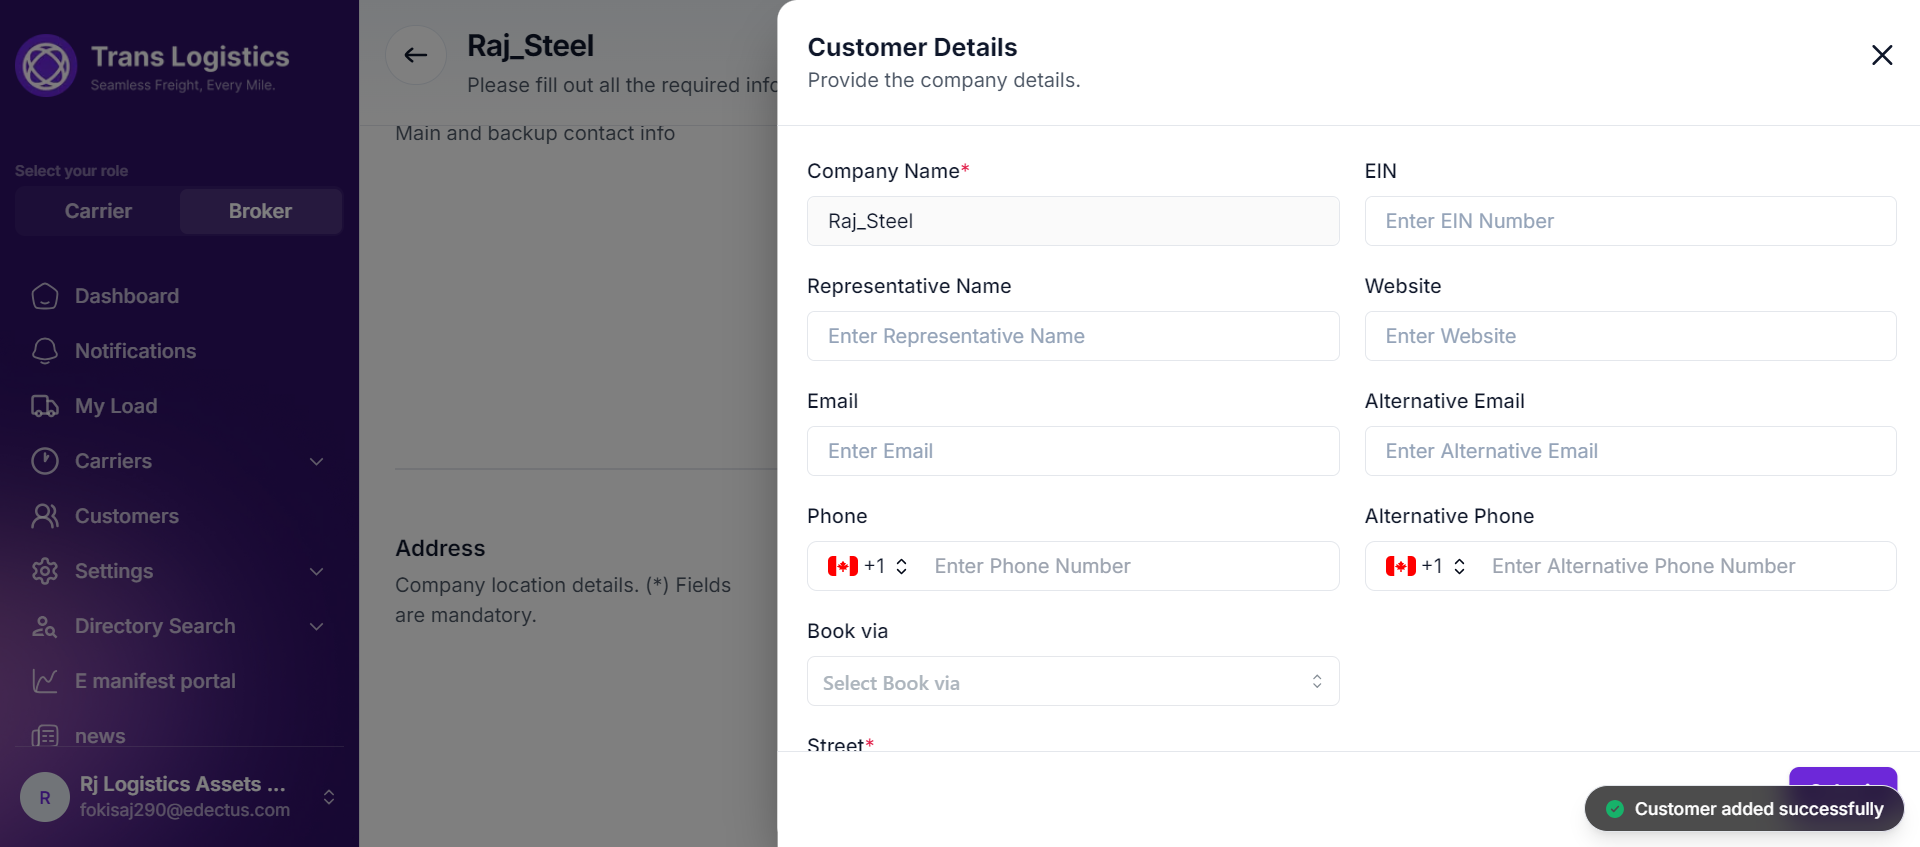 Trans Logistics
Seamless Freight, Every Mile.
Select your role
Carrier
Broker
Dashboard
Notifications
My Load
Carriers
Customers
Settings
Directory Search
E manifest portal
news
R
Rj Logistics Assets ...
fokisaj290@edectus.com
Raj_Steel
Please fill out all the required info
Main and backup contact info
Address
Company location details. (*) Fields
are mandatory.
Customer Details
Provide the company details.
Company Name*
Raj_Steel
EIN
Enter EIN Number
Representative Name
Enter Representative Name
Website
Enter Website
Email
Enter Email
Alternative Email
Enter Alternative Email
Phone
+1
Enter Phone Number
Alternative Phone
+1
Enter Alternative Phone Number
Book via
Select Book via
Street*
Customer added successfully